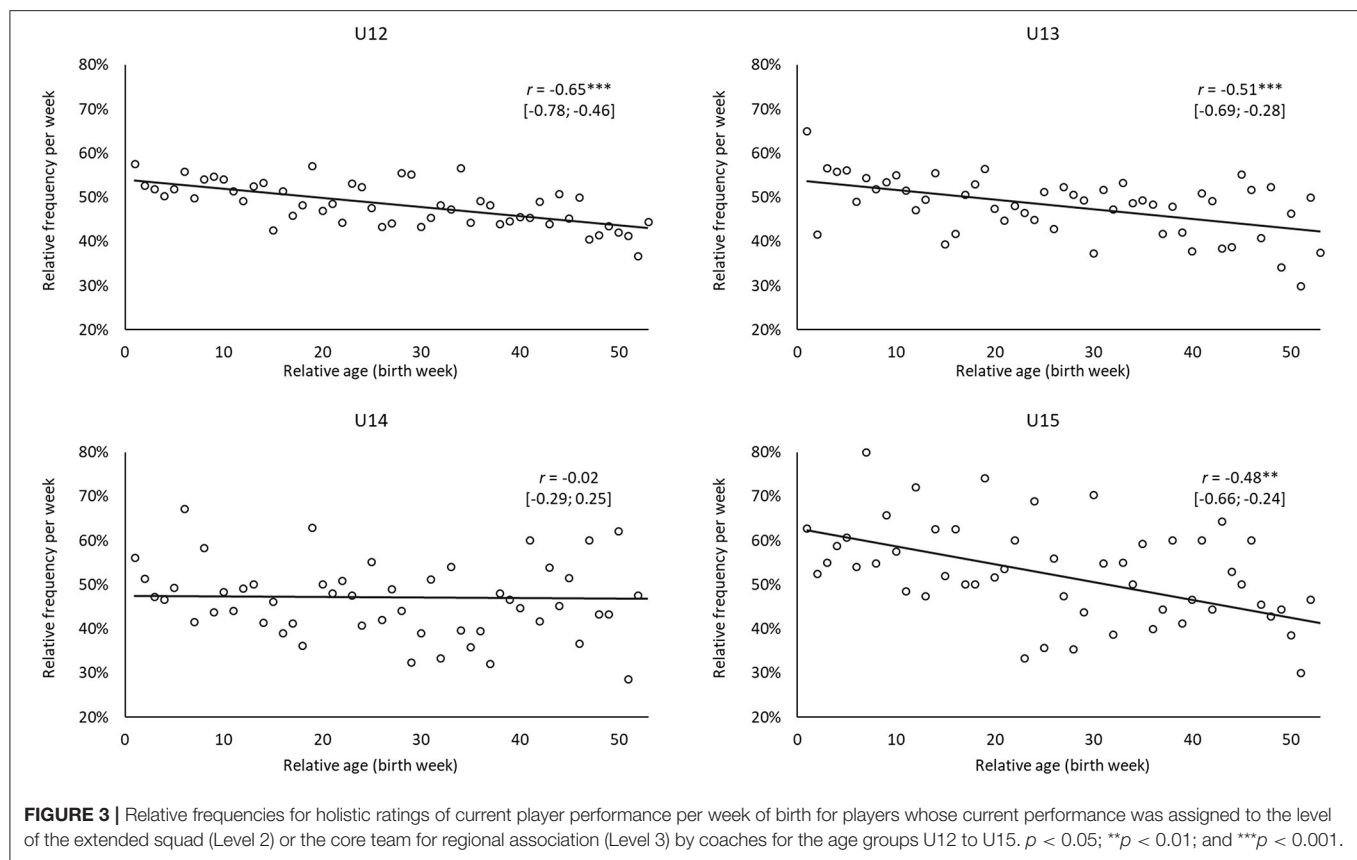 U12
80%
70%
60%
50%
40%
30%
20%
Relative frequency per week
r = -0.65***
[-0.78; -0.46]
0 10 20 30 40 50
Relative age (birth week)
U13
80%
70%
60%
50%
40%
30%
20%
Relative frequency per week
r = -0.51***
[-0.69; -0.28]
0 10 20 30 40 50
Relative age (birth week)
U14
80%
70%
60%
50%
40%
30%
20%
Relative frequency per week
r = -0.02
[-0.29; 0.25]
0 10 20 30 40 50
Relative age (birth week)
U15
80%
70%
60%
50%
40%
30%
20%
Relative frequency per week
r = -0.48**
[-0.66; -0.24]
0 10 20 30 40 50
Relative age (birth week)
FIGURE 3 | Relative frequencies for holistic ratings of current player performance per week of birth for players whose current performance was assigned to the level
of the extended squad (Level 2) or the core team for regional association (Level 3) by coaches for the age groups U12 to U15. p < 0.05; **p < 0.01; and ***p < 0.001.